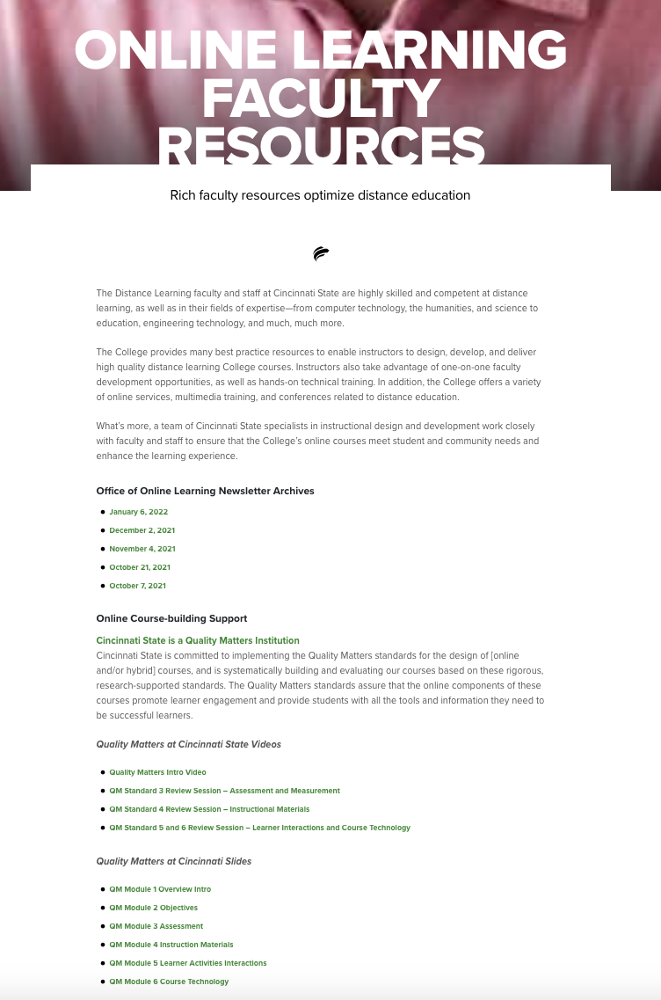 ONLINE LEARNING
FACULTY
RESOURCES
Rich faculty resources optimize distance education
The Distance Learning faculty and staff at Cincinnati State are highly skilled and competent at distance
learning, as well as in their fields of expertise—from computer technology, the humanities, and science to
education, engineering technology, and much, much more.
The College provides many best practice resources to enable instructors to design, develop, and deliver
high quality distance learning College courses. Instructors also take advantage of one-on-one faculty
development opportunities, as well as hands-on technical training. In addition, the College offers a variety
of online services, multimedia training, and conferences related to distance education.
What's more, a team of Cincinnati State specialists in instructional design and development work closely
with faculty and staff to ensure that the College's online courses meet student and community needs and
enhance the learning experience.
Office of Online Learning Newsletter Archives
● January 6, 2022
● December 2, 2021
● November 4, 2021
● October 21, 2021
● October 7, 2021
Online Course-building Support
Cincinnati State is a Quality Matters Institution
Cincinnati State is committed to implementing the Quality Matters standards for the design of [online
and/or hybrid] courses, and is systematically building and evaluating our courses based on these rigorous,
research-supported standards. The Quality Matters standards assure that the online components of these
courses promote learner engagement and provide students with all the tools and information they need to
be successful learners.
Quality Matters at Cincinnati State Videos
● Quality Matters Intro Video
● QM Standard 3 Review Session – Assessment and Measurement
● QM Standard 4 Review Session – Instructional Materials
● QM Standard 5 and 6 Review Session – Learner Interactions and Course Technology
Quality Matters at Cincinnati Slides
● QM Module 1 Overview Intro
● QM Module 2 Objectives
● QM Module 3 Assessment
● QM Module 4 Instruction Materials
● QM Module 5 Learner Activities Interactions
● QM Module 6 Course Technology